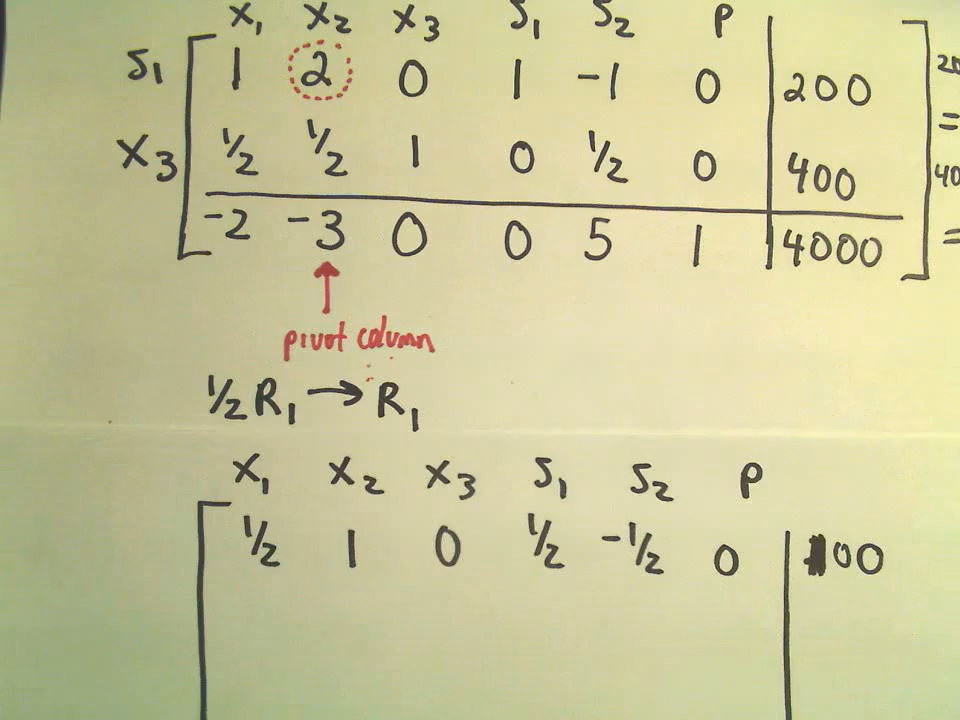 x₁ x₂ x₃ s₁ s₂ P
s₁ 1 2 0 1 -1 0 200
x₃ 1/2 1/2 1 0 1/2 0 400
-2 -3 0 0 5 1 4000
pivot column
1/2 R₁ → R₁
x₁ x₂ x₃ s₁ s₂ P
1/2 1 0 1/2 -1/2 0 100